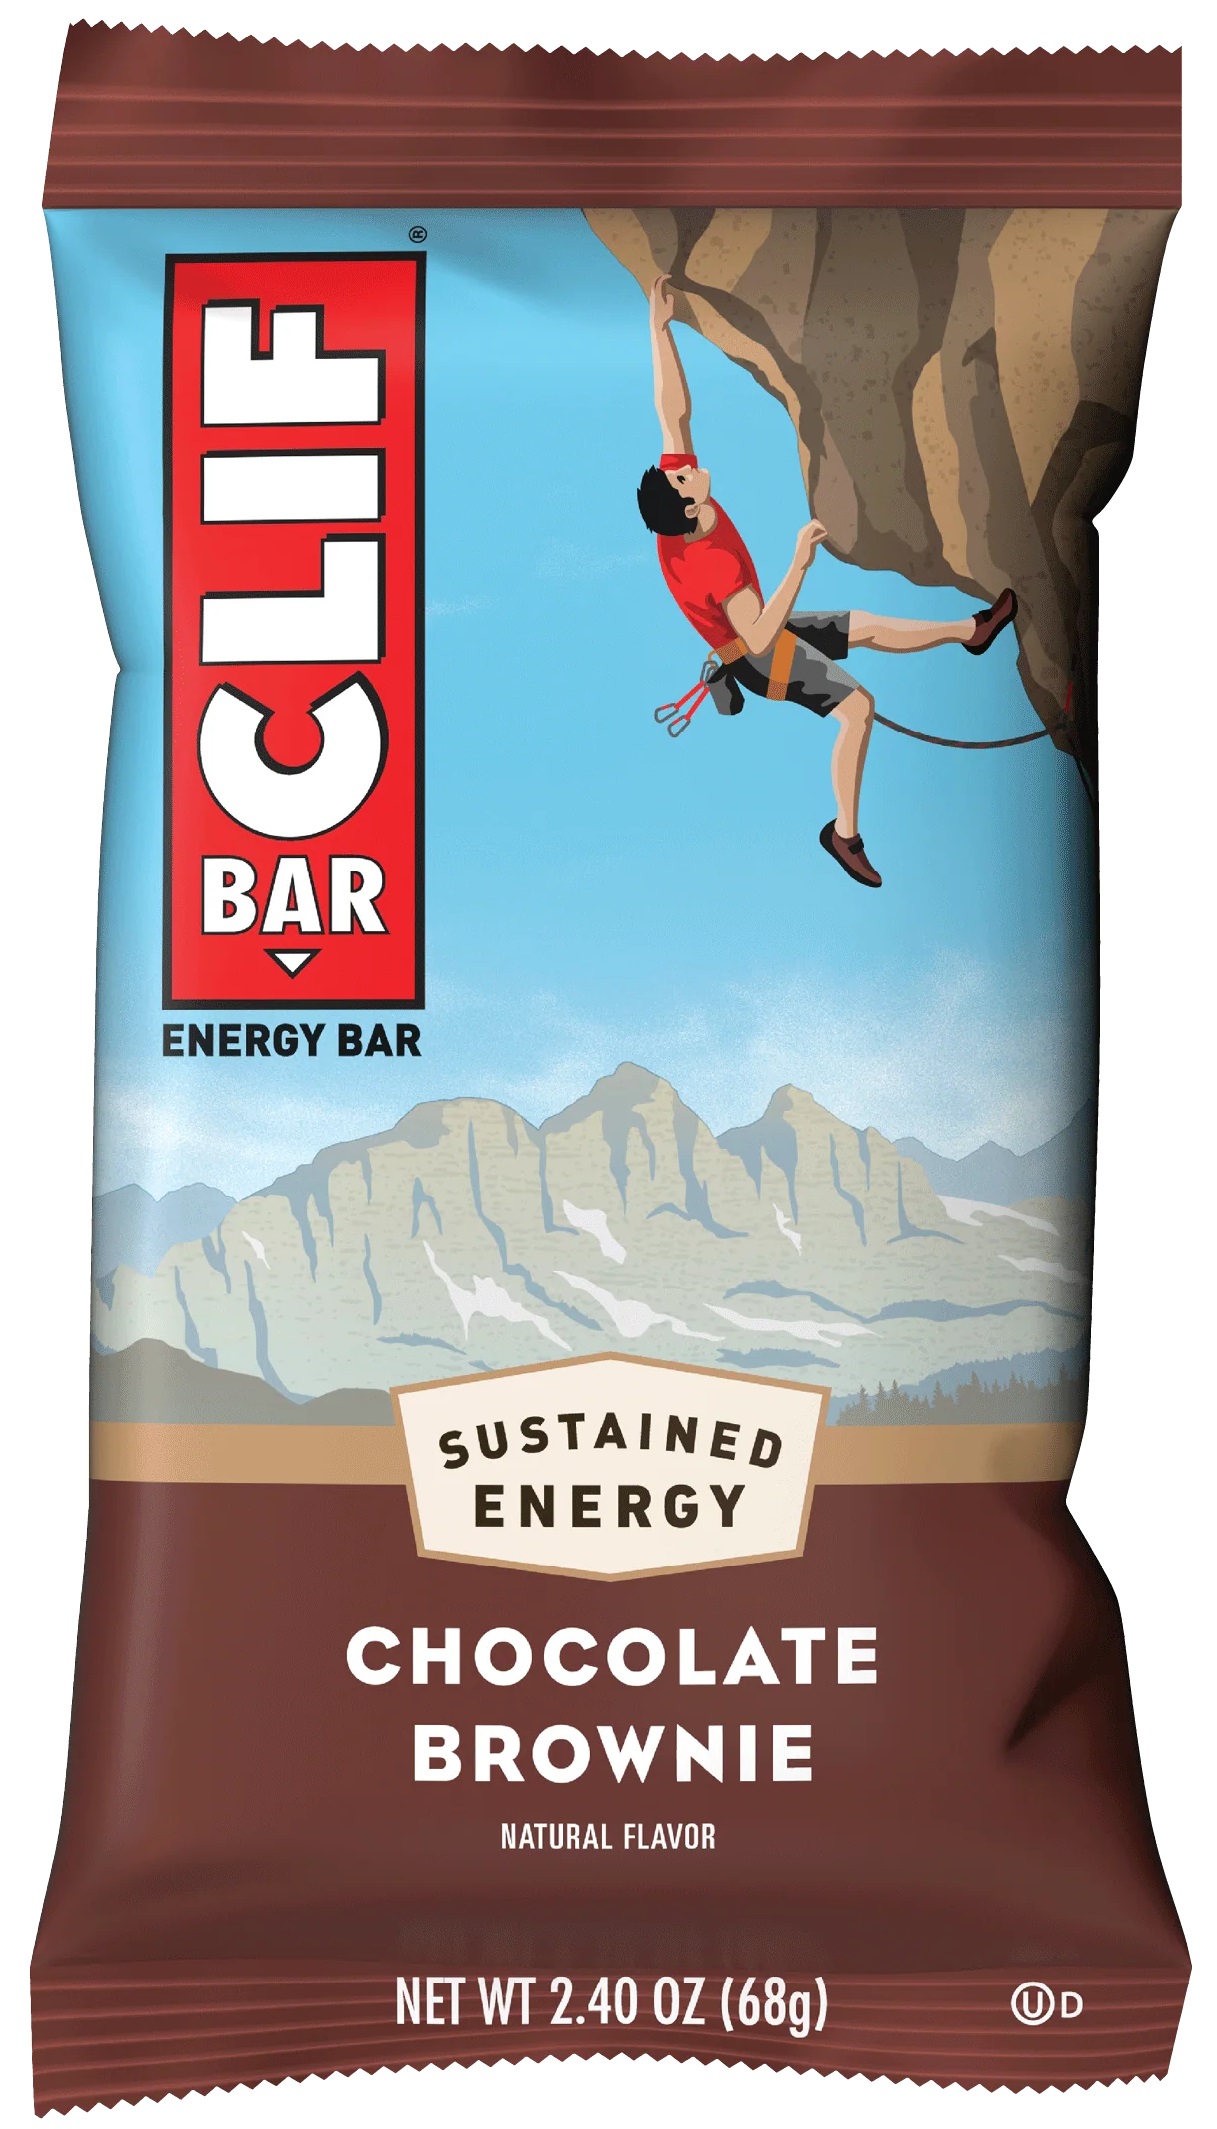 CLIF
®
BAR
ENERGY BAR
SUSTAINED
ENERGY
CHOCOLATE
BROWNIE
NATURAL FLAVOR
NET WT 2.40 OZ (68g)
U D